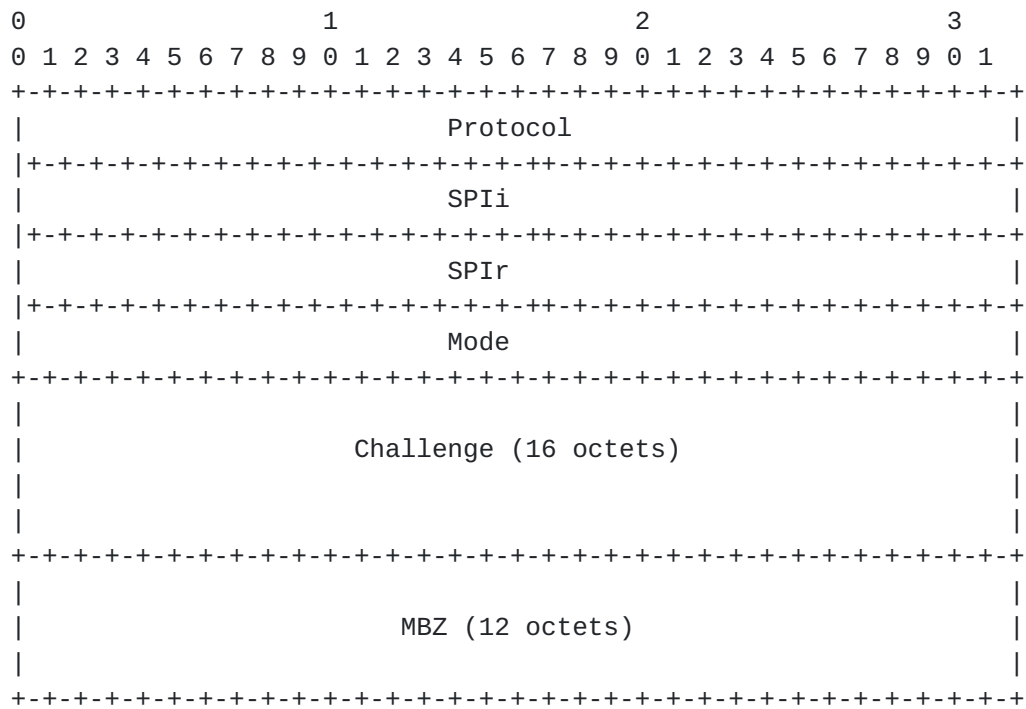 0                   1                   2                   3
0 1 2 3 4 5 6 7 8 9 0 1 2 3 4 5 6 7 8 9 0 1 2 3 4 5 6 7 8 9 0 1
+-+-+-+-+-+-+-+-+-+-+-+-+-+-+-+-+-+-+-+-+-+-+-+-+-+-+-+-+-+-+-+-+
|                           Protocol                            |
|+-+-+-+-+-+-+-+-+-+-+-+-+-+-+-+-++-+-+-+-+-+-+-+-+-+-+-+-+-+-+-+
|                           SPIi                                |
|+-+-+-+-+-+-+-+-+-+-+-+-+-+-+-+-++-+-+-+-+-+-+-+-+-+-+-+-+-+-+-+
|                           SPIr                                |
|+-+-+-+-+-+-+-+-+-+-+-+-+-+-+-+-++-+-+-+-+-+-+-+-+-+-+-+-+-+-+-+
|                           Mode                                |
+-+-+-+-+-+-+-+-+-+-+-+-+-+-+-+-+-+-+-+-+-+-+-+-+-+-+-+-+-+-+-+-+
|                                                               |
|                     Challenge (16 octets)                     |
|                                                               |
|                                                               |
+-+-+-+-+-+-+-+-+-+-+-+-+-+-+-+-+-+-+-+-+-+-+-+-+-+-+-+-+-+-+-+-+
|                                                               |
|                        MBZ (12 octets)                        |
|                                                               |
+-+-+-+-+-+-+-+-+-+-+-+-+-+-+-+-+-+-+-+-+-+-+-+-+-+-+-+-+-+-+-+-+